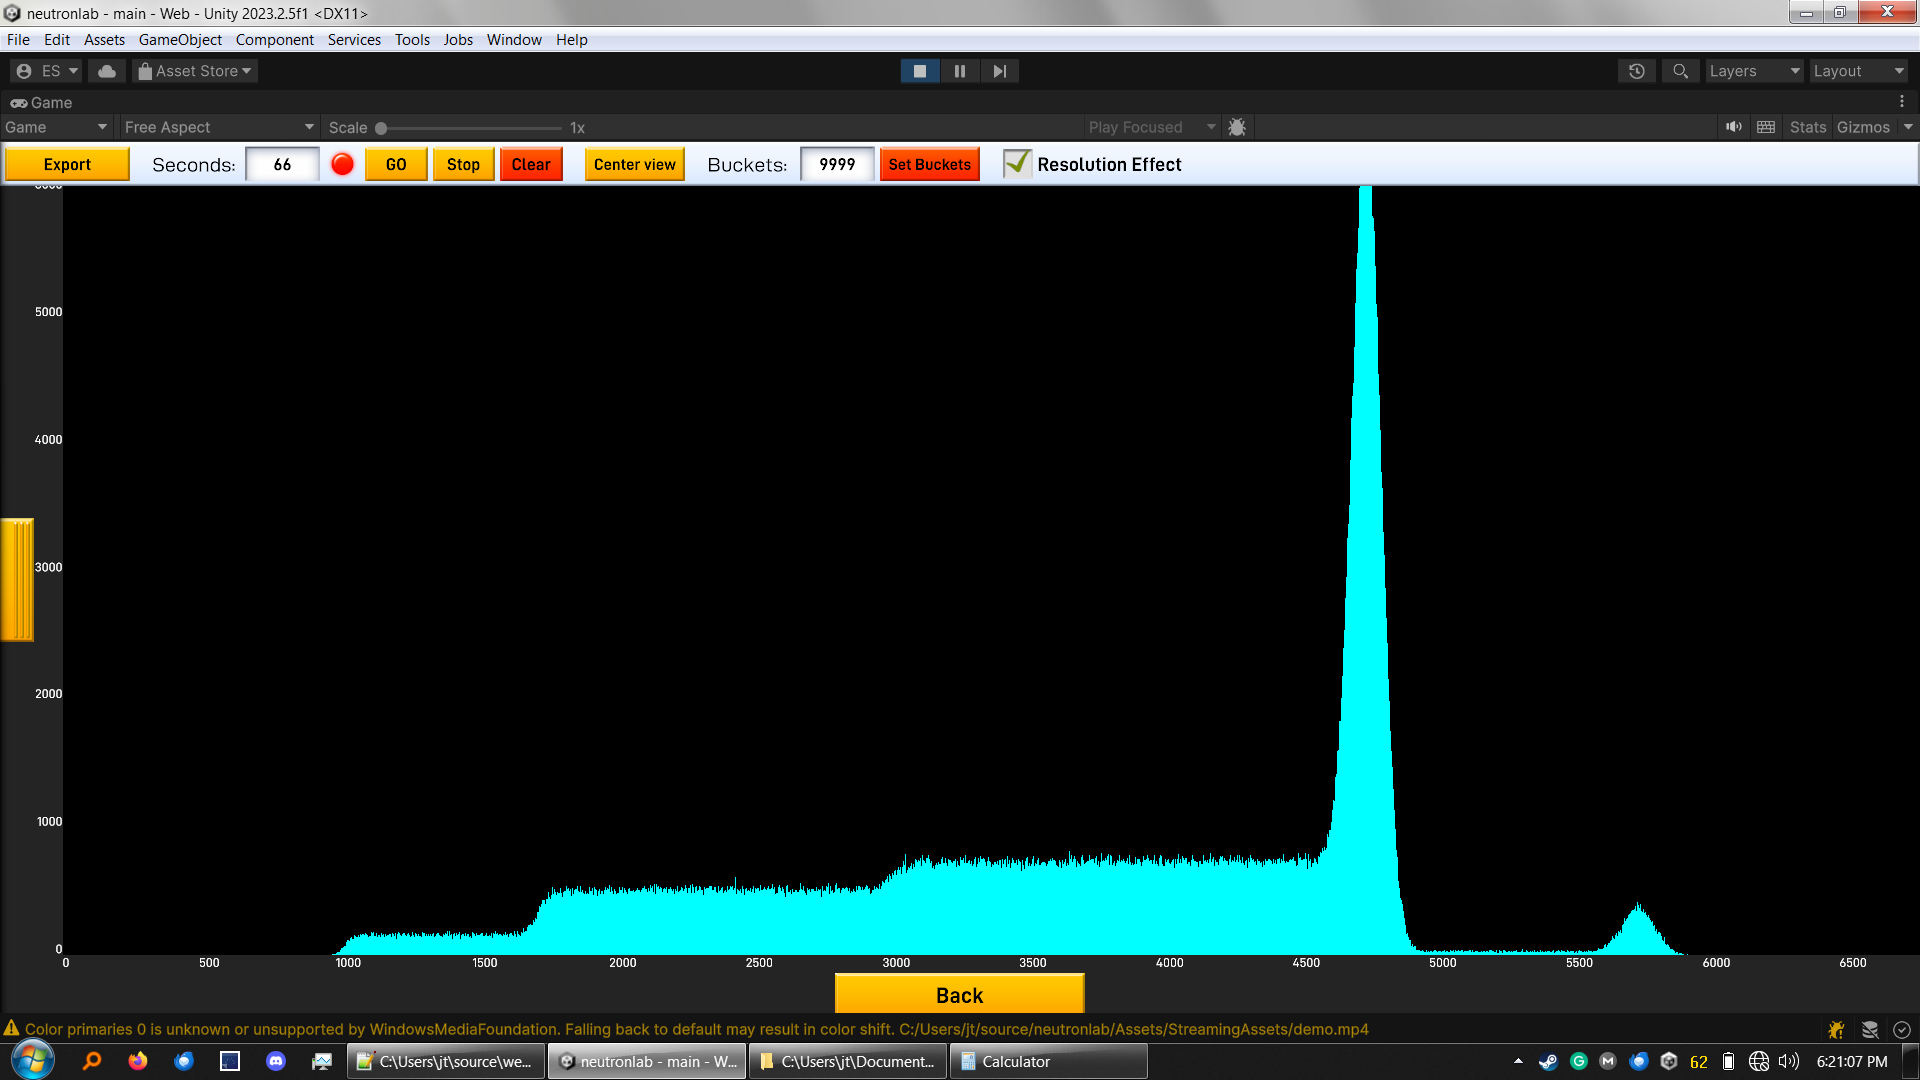 neutronlab - main - Web - Unity 2023.2.5f1 <DX11>
File Edit Assets GameObject Component Services Tools Jobs Window Help
ES Asset Store Layers Layout
Game
Game Free Aspect Scale 1x Play Focused Stats Gizmos
Export Seconds: 66 GO Stop Clear Center view Buckets: 9999 Set Buckets Resolution Effect
5000
4000
3000
2000
1000
0
0 500 1000 1500 2000 2500 3000 3500 4000 4500 5000 5500 6000 6500
Back
Color primaries 0 is unknown or unsupported by WindowsMediaFoundation. Falling back to default may result in color shift. C:/Users/jt/source/neutronlab/Assets/StreamingAssets/demo.mp4
C:\Users\jt\source\we... neutronlab - main - W... C:\Users\jt\Document... Calculator 62 6:21:07 PM